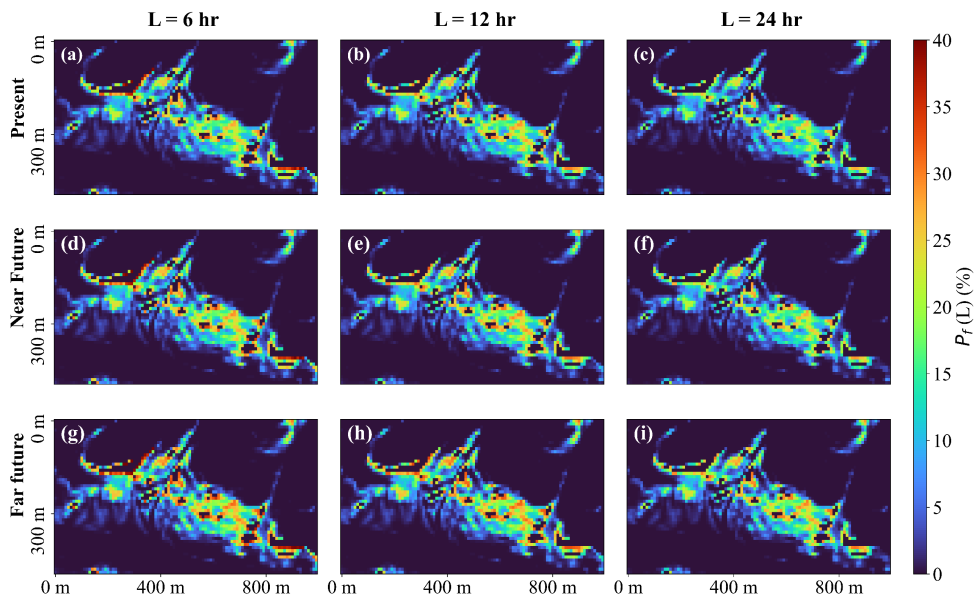 L = 6 hr
L = 12 hr
L = 24 hr
Present
0 m
300 m
(a)
(b)
(c)
Near Future
0 m
300 m
(d)
(e)
(f)
Far future
0 m
300 m
(g)
(h)
(i)
0 m
400 m
800 m
0 m
400 m
800 m
0 m
400 m
800 m
40
35
30
25
20
15
10
5
0
P_f (L) (%)